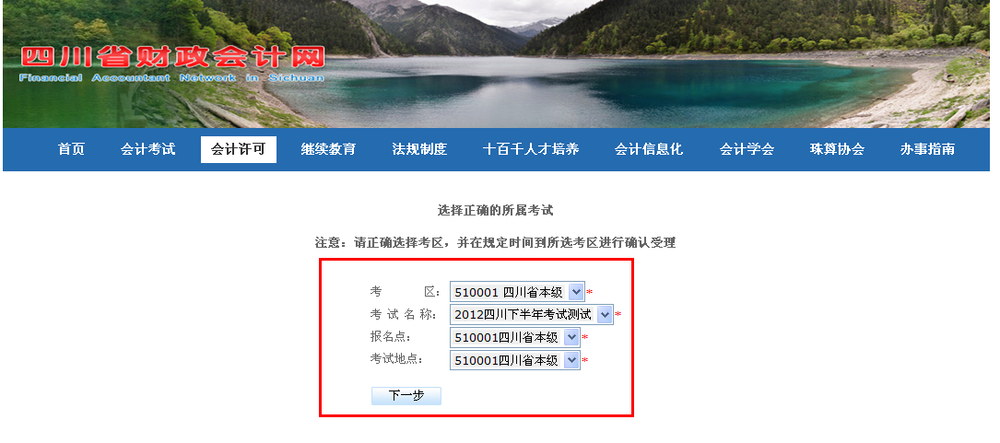 四川省财政会计网
Financial Accountant Network in Sichuan
首页 会计考试 会计许可 继续教育 法规制度 十百千人才培养 会计信息化 会计学会 珠算协会 办事指南
选择正确的所属考试
注意：请正确选择考区，并在规定时间到所选考区进行确认受理
考 区： 510001 四川省本级 *
考 试 名 称： 2012四川下半年考试测试 *
报名点： 510001四川省本级 *
考试地点： 510001四川省本级 *
下一步